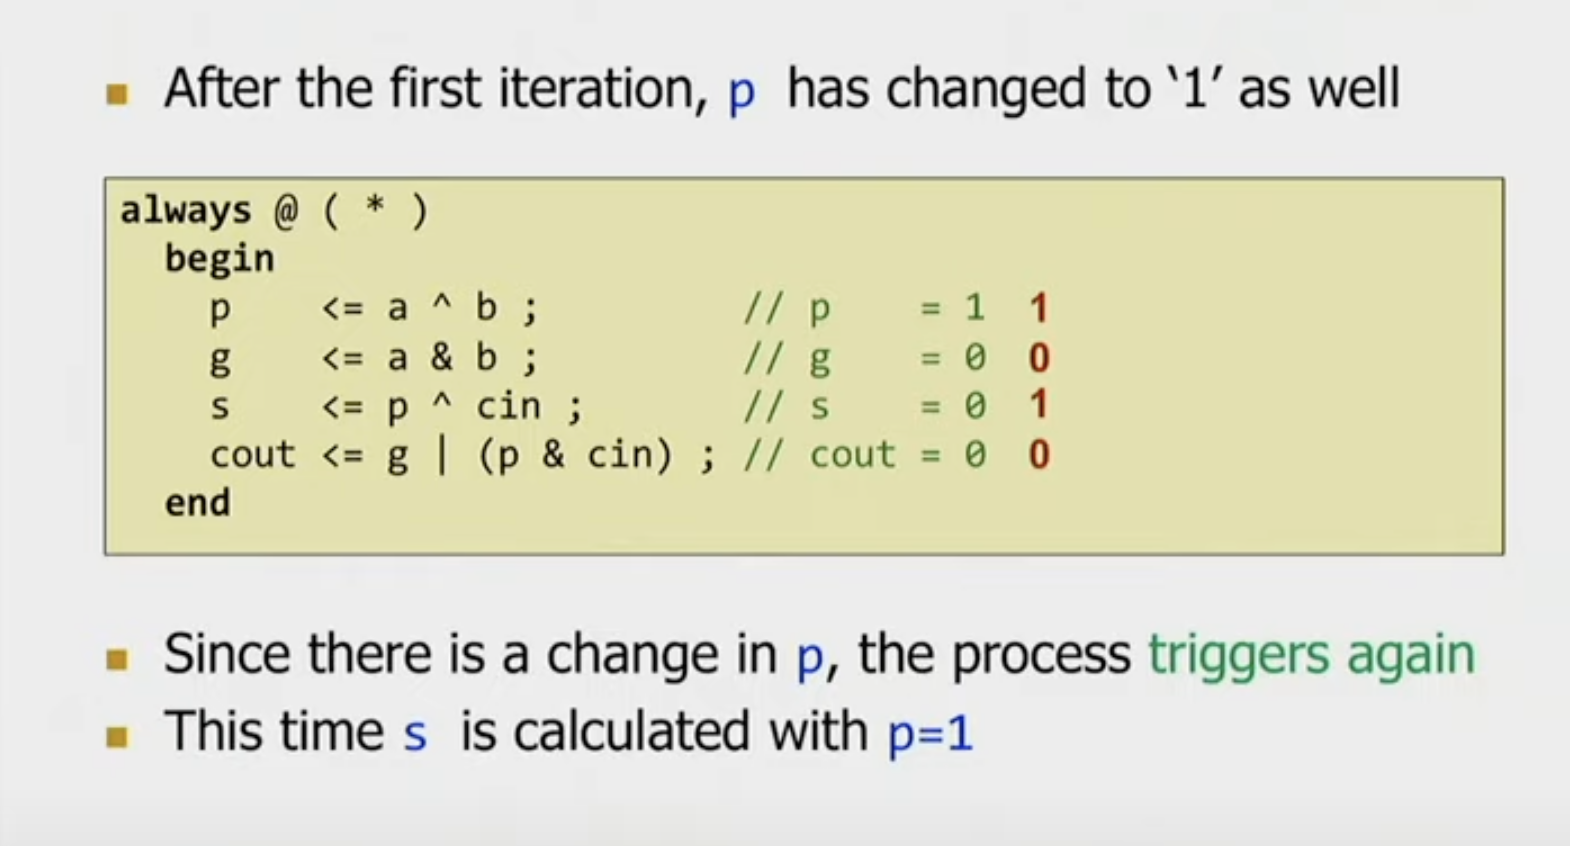 After the first iteration, p has changed to ‘1’ as well
always @ ( * )
begin
p <= a ^ b ; // p = 1 1
g <= a & b ; // g = 0 0
s <= p ^ cin ; // s = 0 1
cout <= g | (p & cin) ; // cout = 0 0
end
Since there is a change in p, the process triggers again
This time s is calculated with p=1